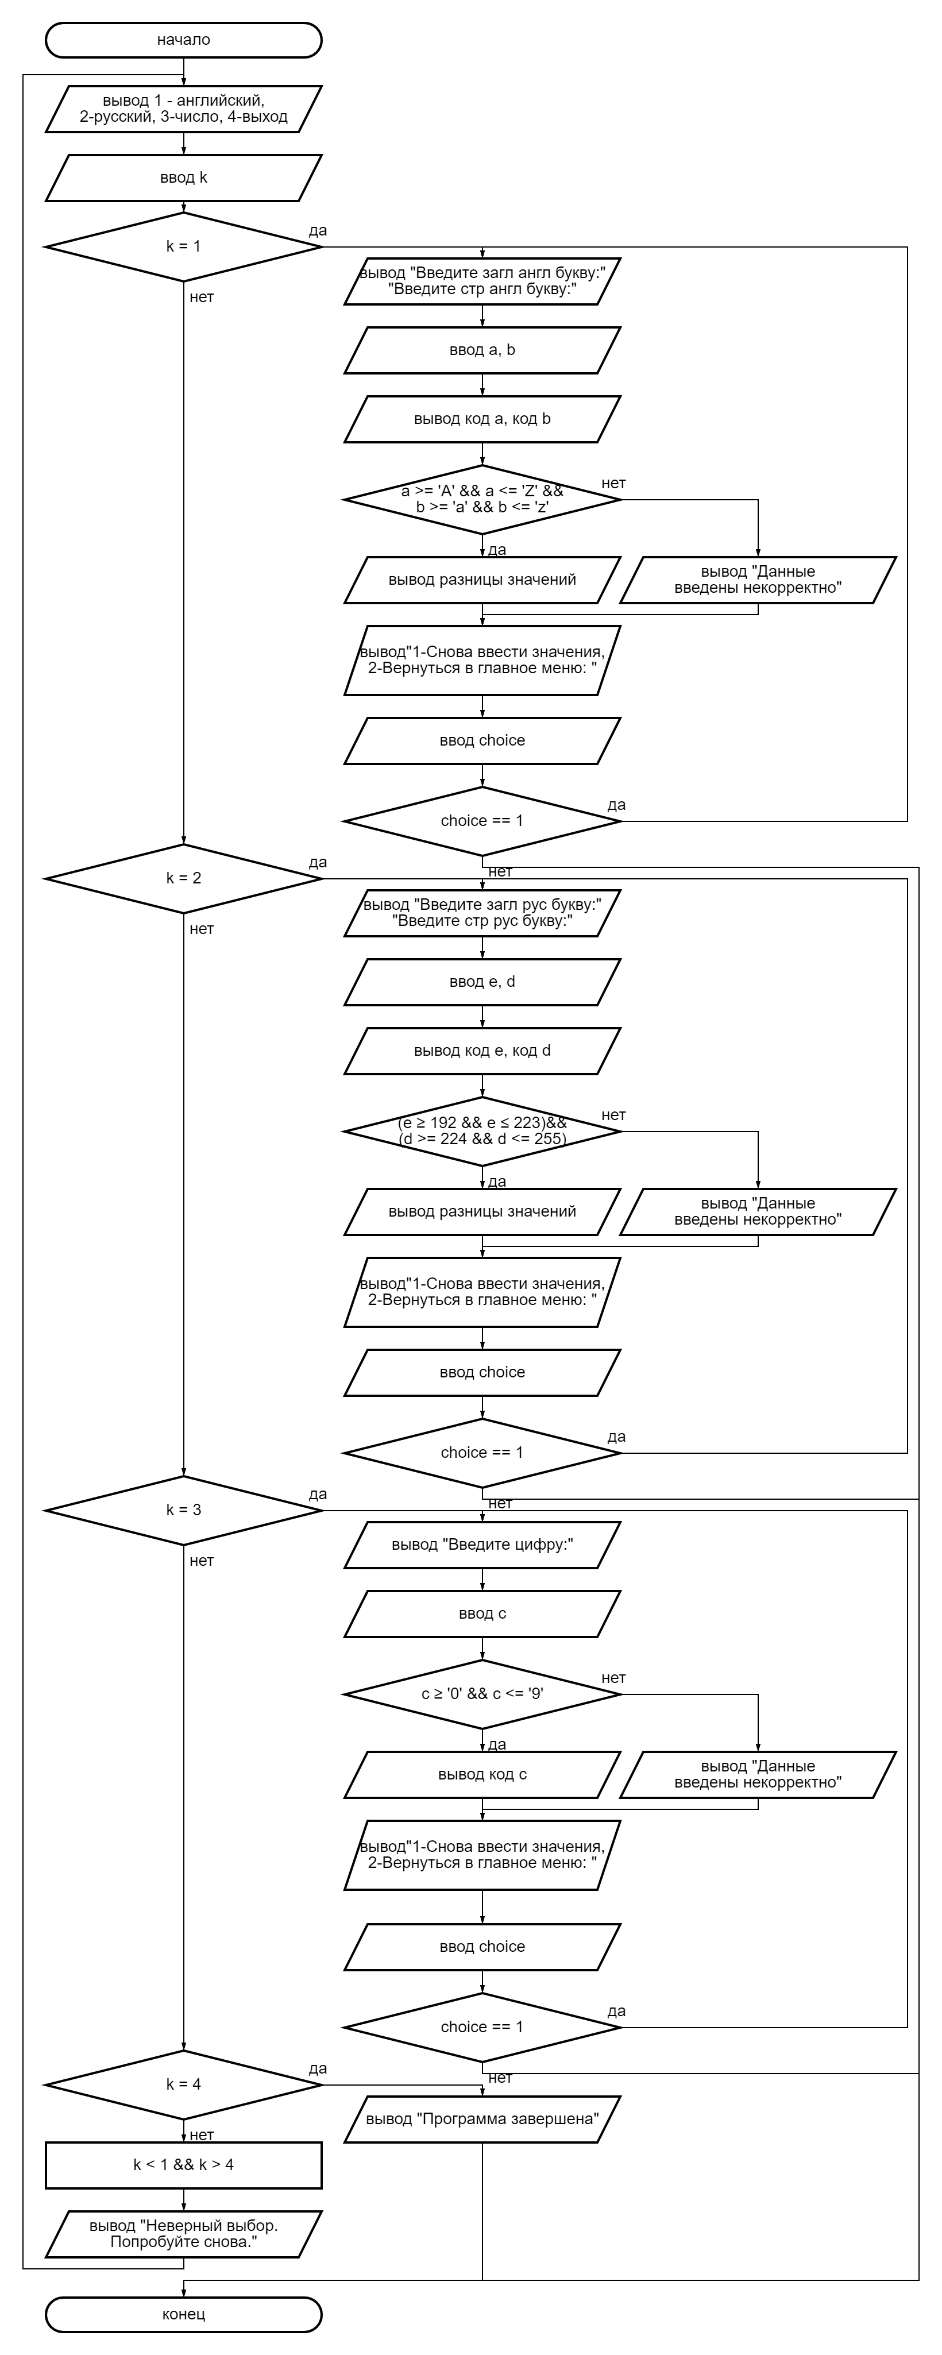 начало
вывод 1 - английский,
2-русский, 3-число, 4-выход
ввод k
k = 1
да
нет
вывод "Введите загл англ букву:"
"Введите стр англ букву:"
ввод a, b
вывод код a, код b
a >= 'A' && a <= 'Z' &&
b >= 'a' && b <= 'z'
нет
да
вывод разницы значений
вывод "Данные
введены некорректно"
вывод"1-Снова ввести значения,
2-Вернуться в главное меню: "
ввод choice
choice == 1
да
нет
k = 2
да
нет
вывод "Введите загл рус букву:"
"Введите стр рус букву:"
ввод e, d
вывод код e, код d
(e ≥ 192 && e ≤ 223)&&
(d >= 224 && d <= 255)
нет
да
вывод разницы значений
вывод "Данные
введены некорректно"
вывод"1-Снова ввести значения,
2-Вернуться в главное меню: "
ввод choice
choice == 1
да
нет
k = 3
да
нет
вывод "Введите цифру:"
ввод c
c ≥ '0' && c <= '9'
нет
да
вывод код c
вывод "Данные
введены некорректно"
вывод"1-Снова ввести значения,
2-Вернуться в главное меню: "
ввод choice
choice == 1
да
нет
k = 4
да
нет
вывод "Программа завершена"
k < 1 && k > 4
вывод "Неверный выбор.
Попробуйте снова."
конец